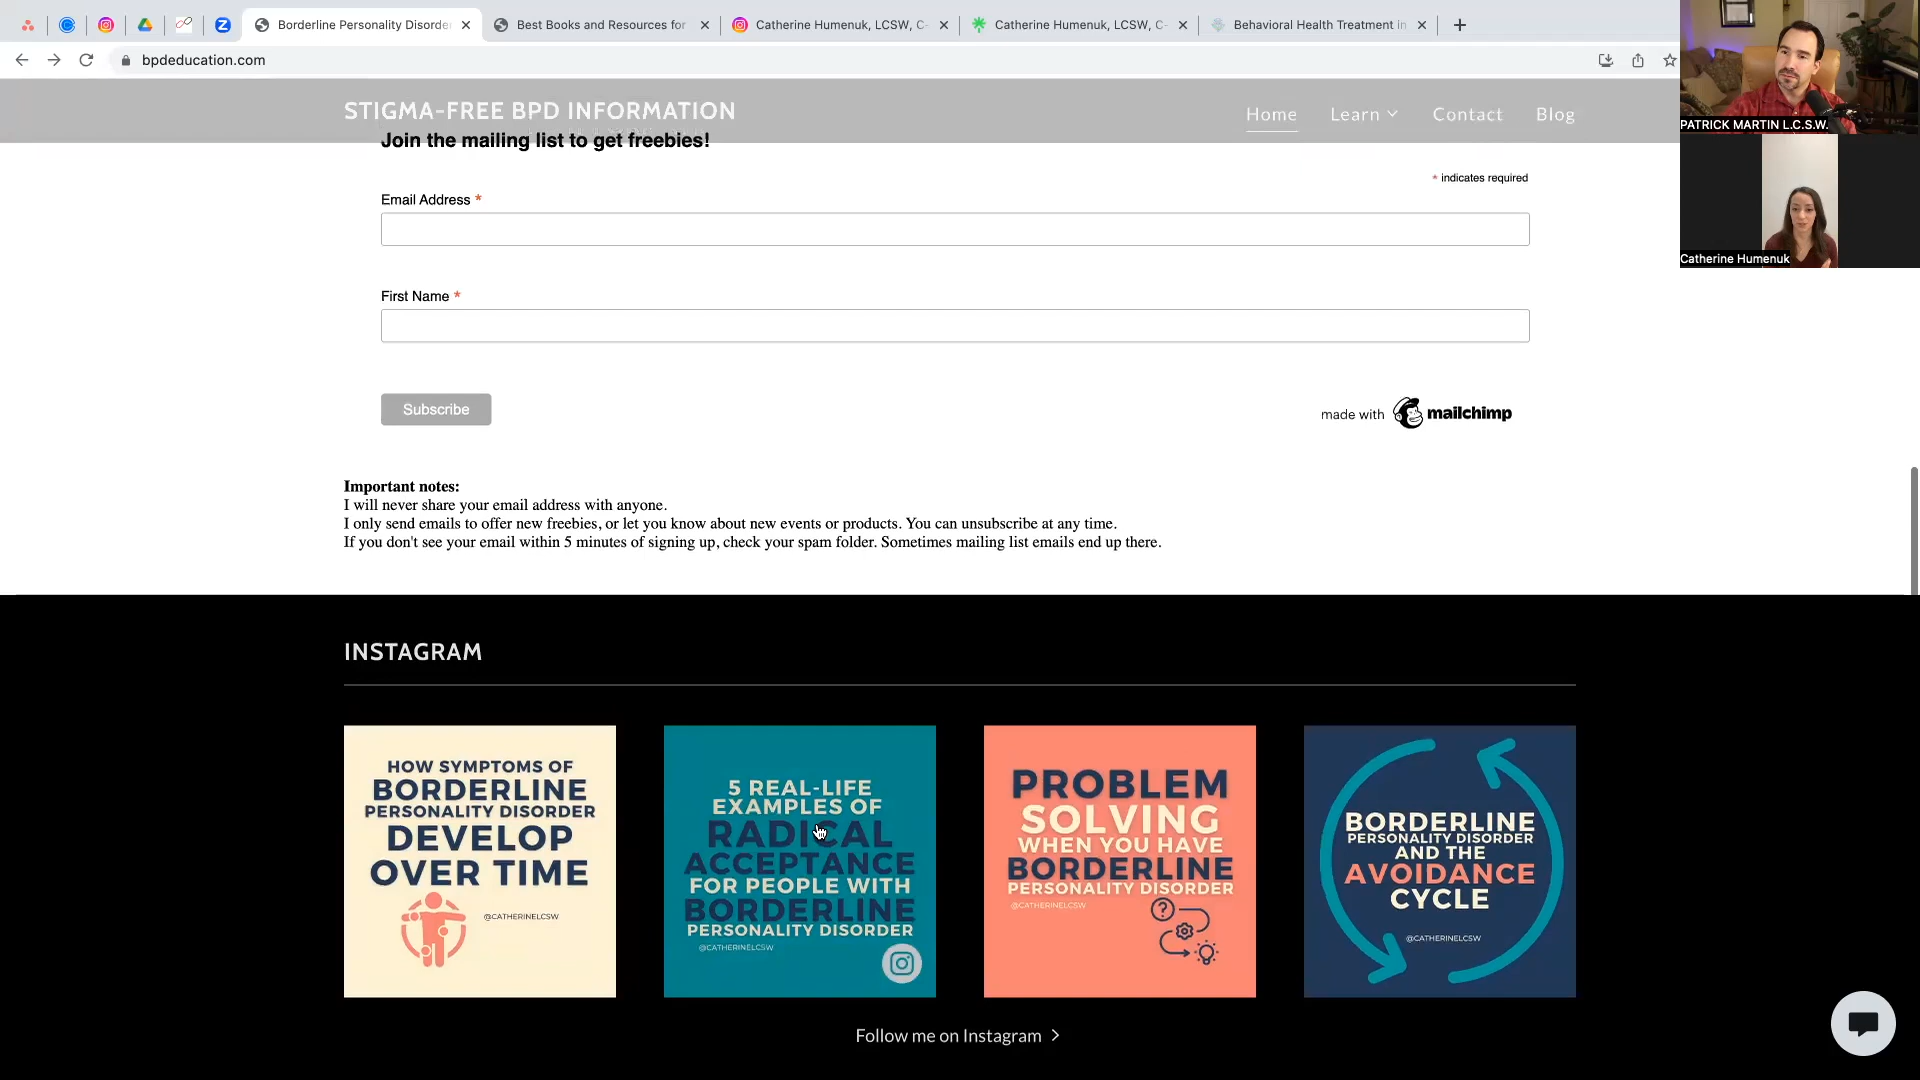 Borderline Personality Disorder
Best Books and Resources for
Catherine Humenuk, LCSW, C-
Catherine Humenuk, LCSW, C-
Behavioral Health Treatment in
bpdeducation.com
STIGMA-FREE BPD INFORMATION
Home
Learn
Contact
Blog
PATRICK MARTIN L.C.S.W.
Catherine Humenuk
Join the mailing list to get freebies!
* indicates required
Email Address *
First Name *
Subscribe
made with mailchimp
Important notes:
I will never share your email address with anyone.
I only send emails to offer new freebies, or let you know about new events or products. You can unsubscribe at any time.
If you don't see your email within 5 minutes of signing up, check your spam folder. Sometimes mailing list emails end up there.
INSTAGRAM
HOW SYMPTOMS OF
BORDERLINE
PERSONALITY DISORDER
DEVELOP
OVER TIME
@CATHERINELCSW
5 REAL-LIFE
EXAMPLES OF
RADICAL
ACCEPTANCE
FOR PEOPLE WITH
BORDERLINE
PERSONALITY DISORDER
@CATHERINELCSW
PROBLEM
SOLVING
WHEN YOU HAVE
BORDERLINE
PERSONALITY DISORDER
@CATHERINELCSW
BORDERLINE
PERSONALITY DISORDER
AND THE
AVOIDANCE
CYCLE
@CATHERINELCSW
Follow me on Instagram